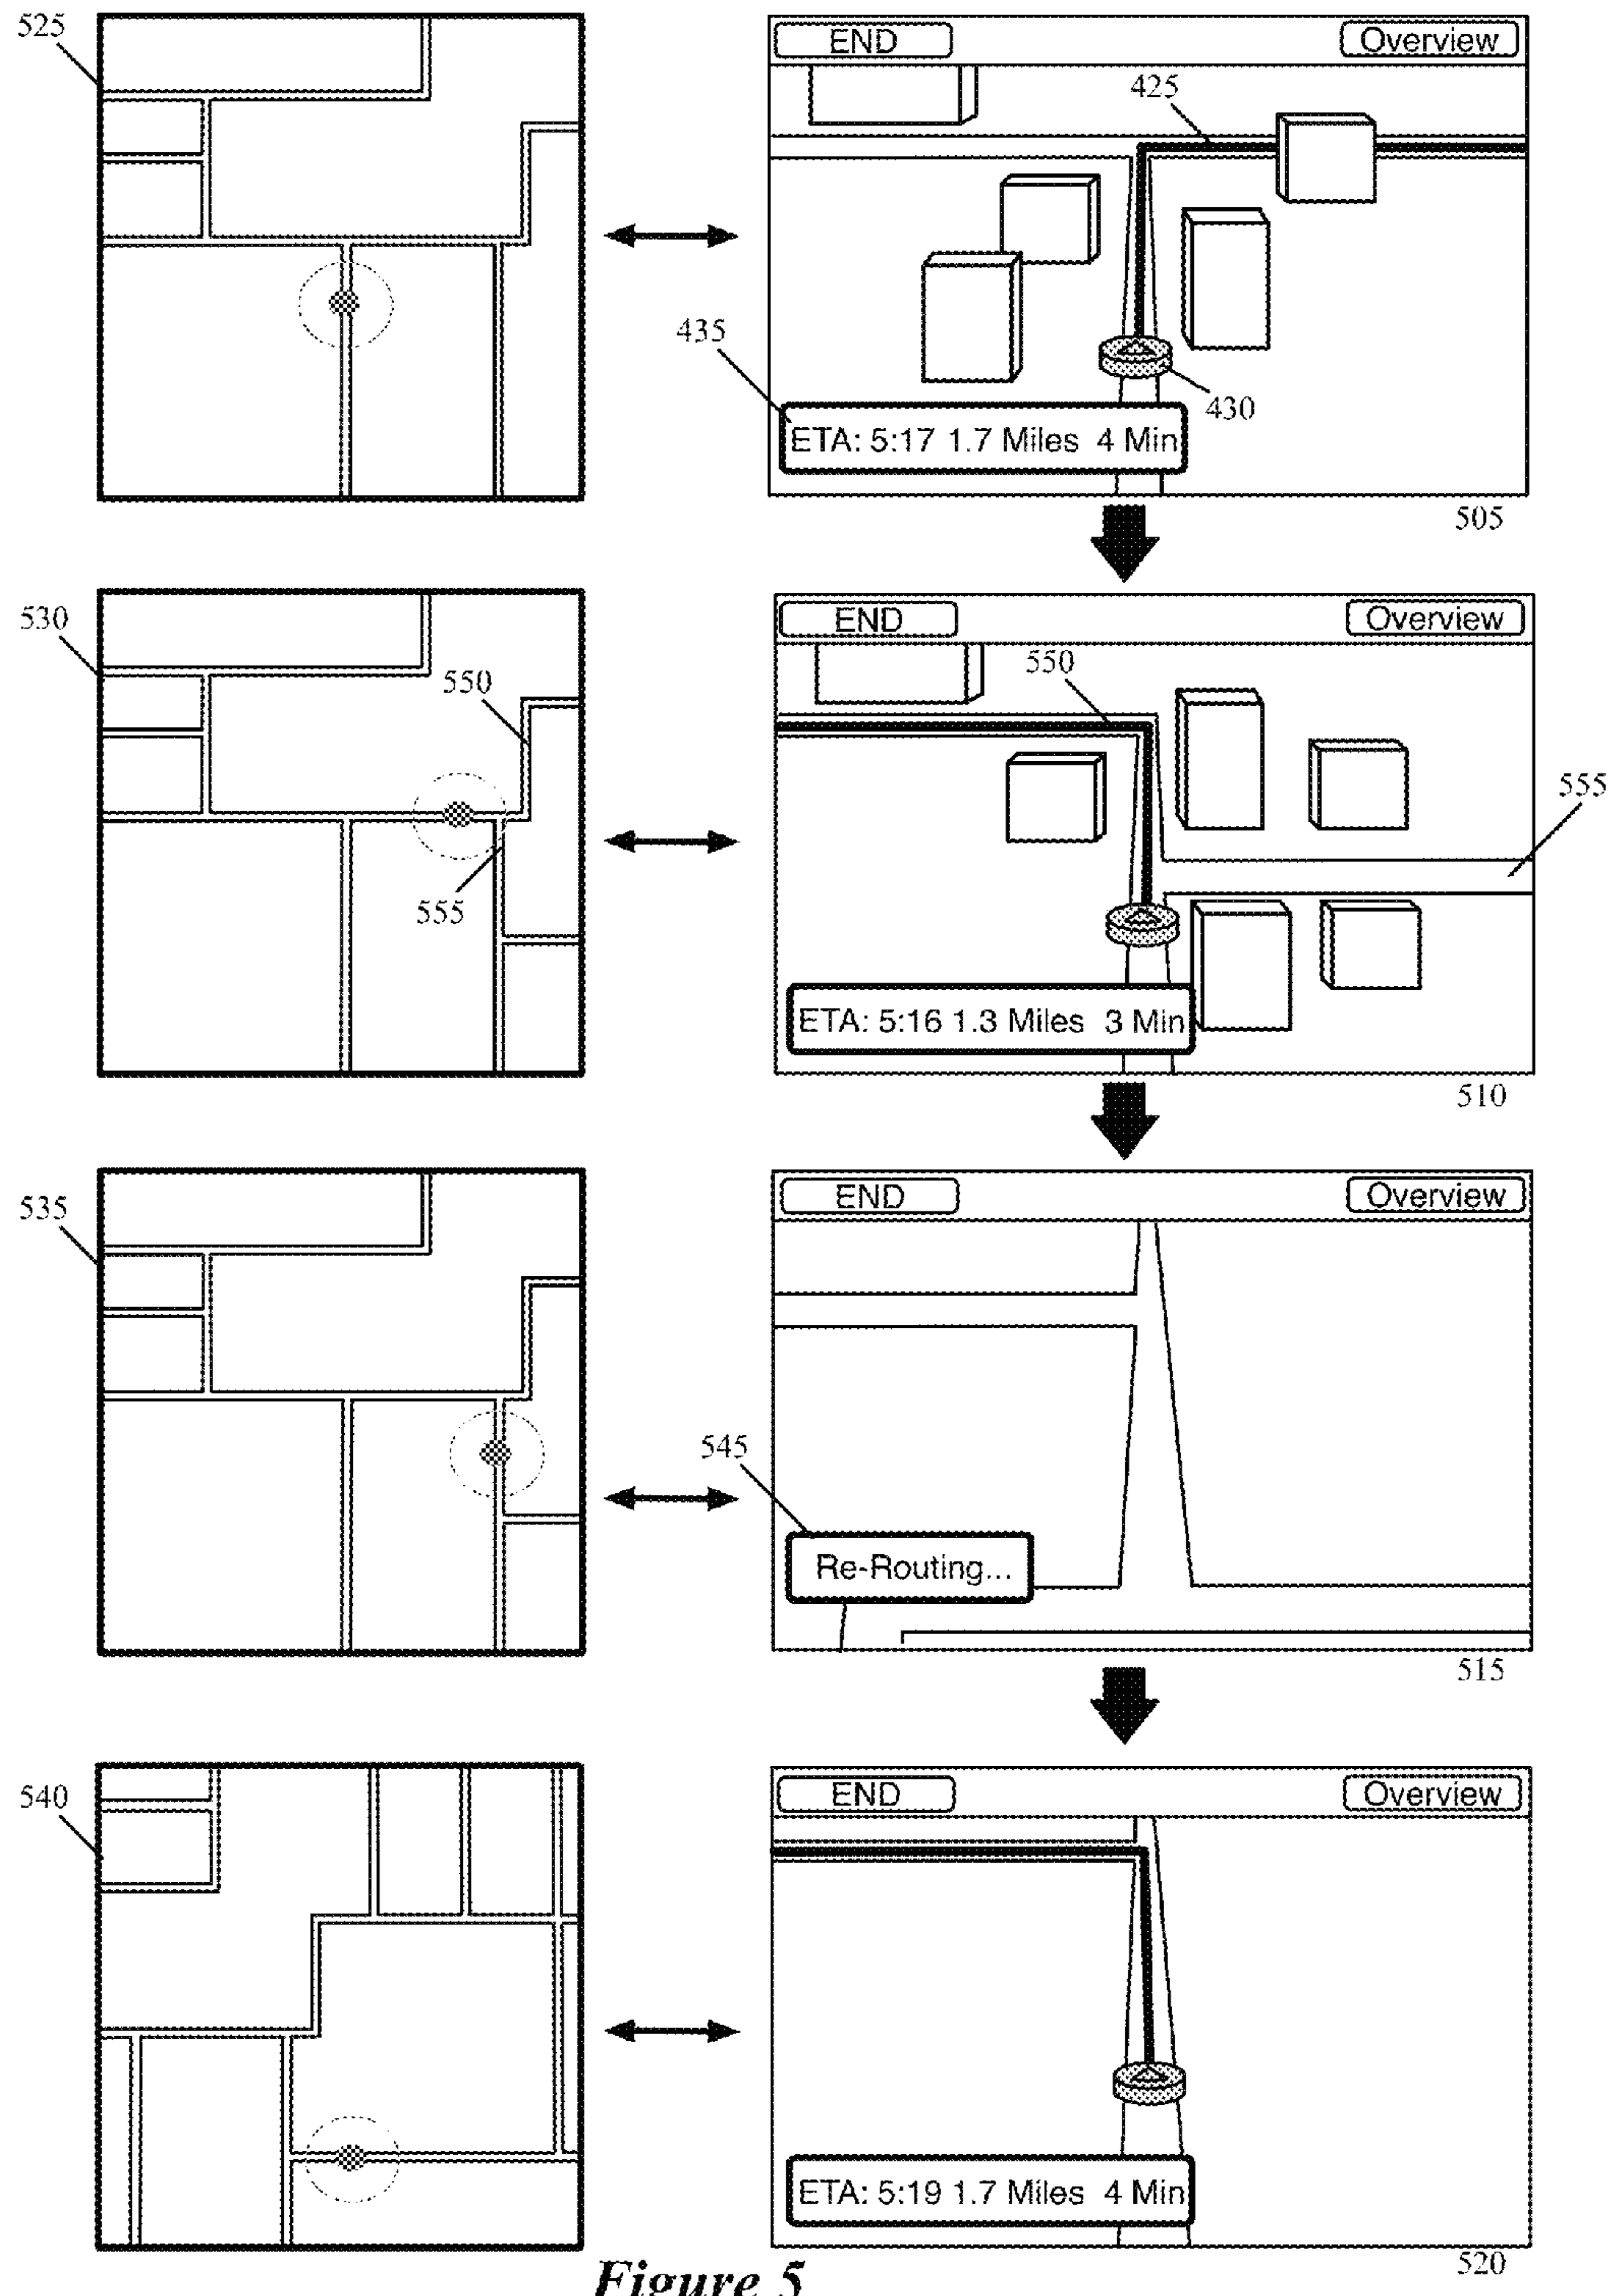 525
END
Overview
425
435
430
ETA: 5:17 1.7 Miles 4 Min
505
530
550
555
END
Overview
550
555
ETA: 5:16 1.3 Miles 3 Min
510
535
END
Overview
545
Re-Routing...
515
540
END
Overview
ETA: 5:19 1.7 Miles 4 Min
520
Figure 5